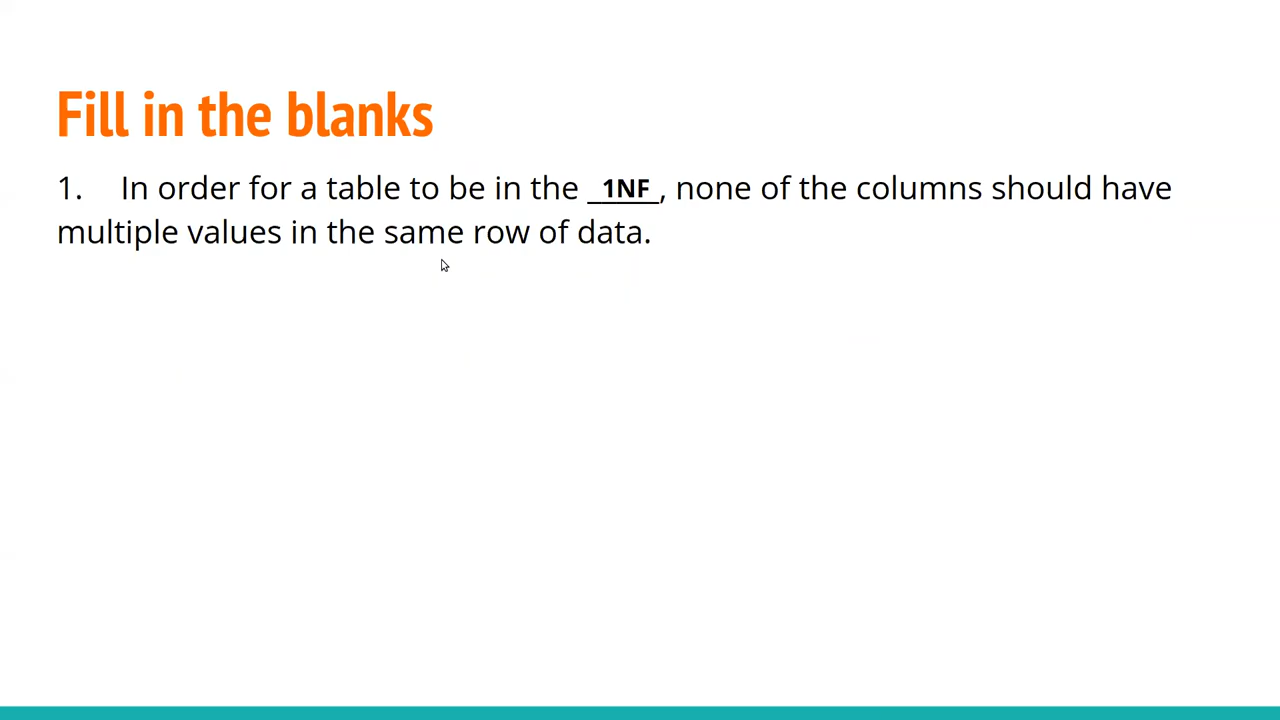 Fill in the blanks
1. In order for a table to be in the __1NF__, none of the columns should have
multiple values in the same row of data.